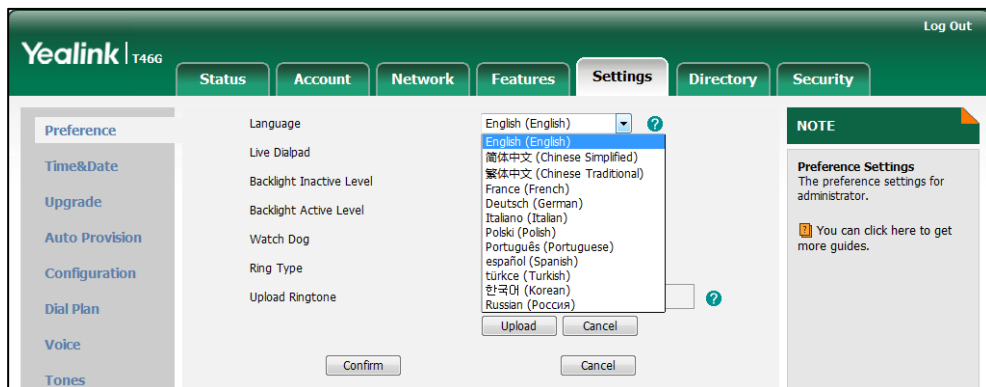 Log Out
Yealink | T46G
Status Account Network Features Settings Directory Security
Preference
Time&Date
Upgrade
Auto Provision
Configuration
Dial Plan
Voice
Tones
Language English (English)
English (English)
简体中文 (Chinese Simplified)
繁体中文 (Chinese Traditional)
France (French)
Deutsch (German)
Italiano (Italian)
Polski (Polish)
Português (Portuguese)
español (Spanish)
türkce (Turkish)
한국어 (Korean)
Russian (Россия)
Live Dialpad
Backlight Inactive Level
Backlight Active Level
Watch Dog
Ring Type
Upload Ringtone
Upload Cancel
Confirm Cancel
NOTE
Preference Settings
The preference settings for
administrator.
You can click here to get
more guides.